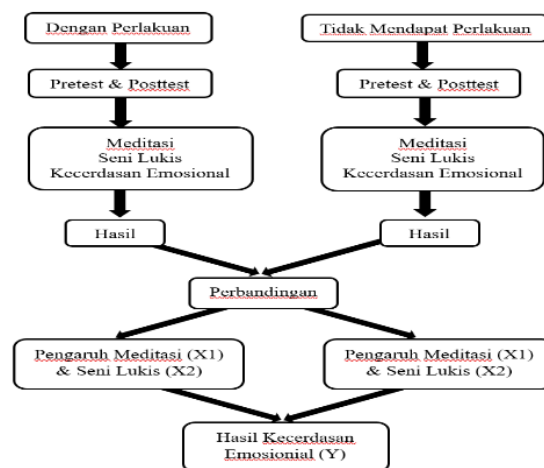 Dengan Perlakuan
Tidak Mendapat Perlakuan
Pretest & Posttest
Pretest & Posttest
Meditasi
Seni Lukis
Kecerdasan Emosional
Meditasi
Seni Lukis
Kecerdasan Emosional
Hasil
Hasil
Perbandingan
Pengaruh Meditasi (X1)
& Seni Lukis (X2)
Pengaruh Meditasi (X1)
& Seni Lukis (X2)
Hasil Kecerdasan
Emosionial (Y)